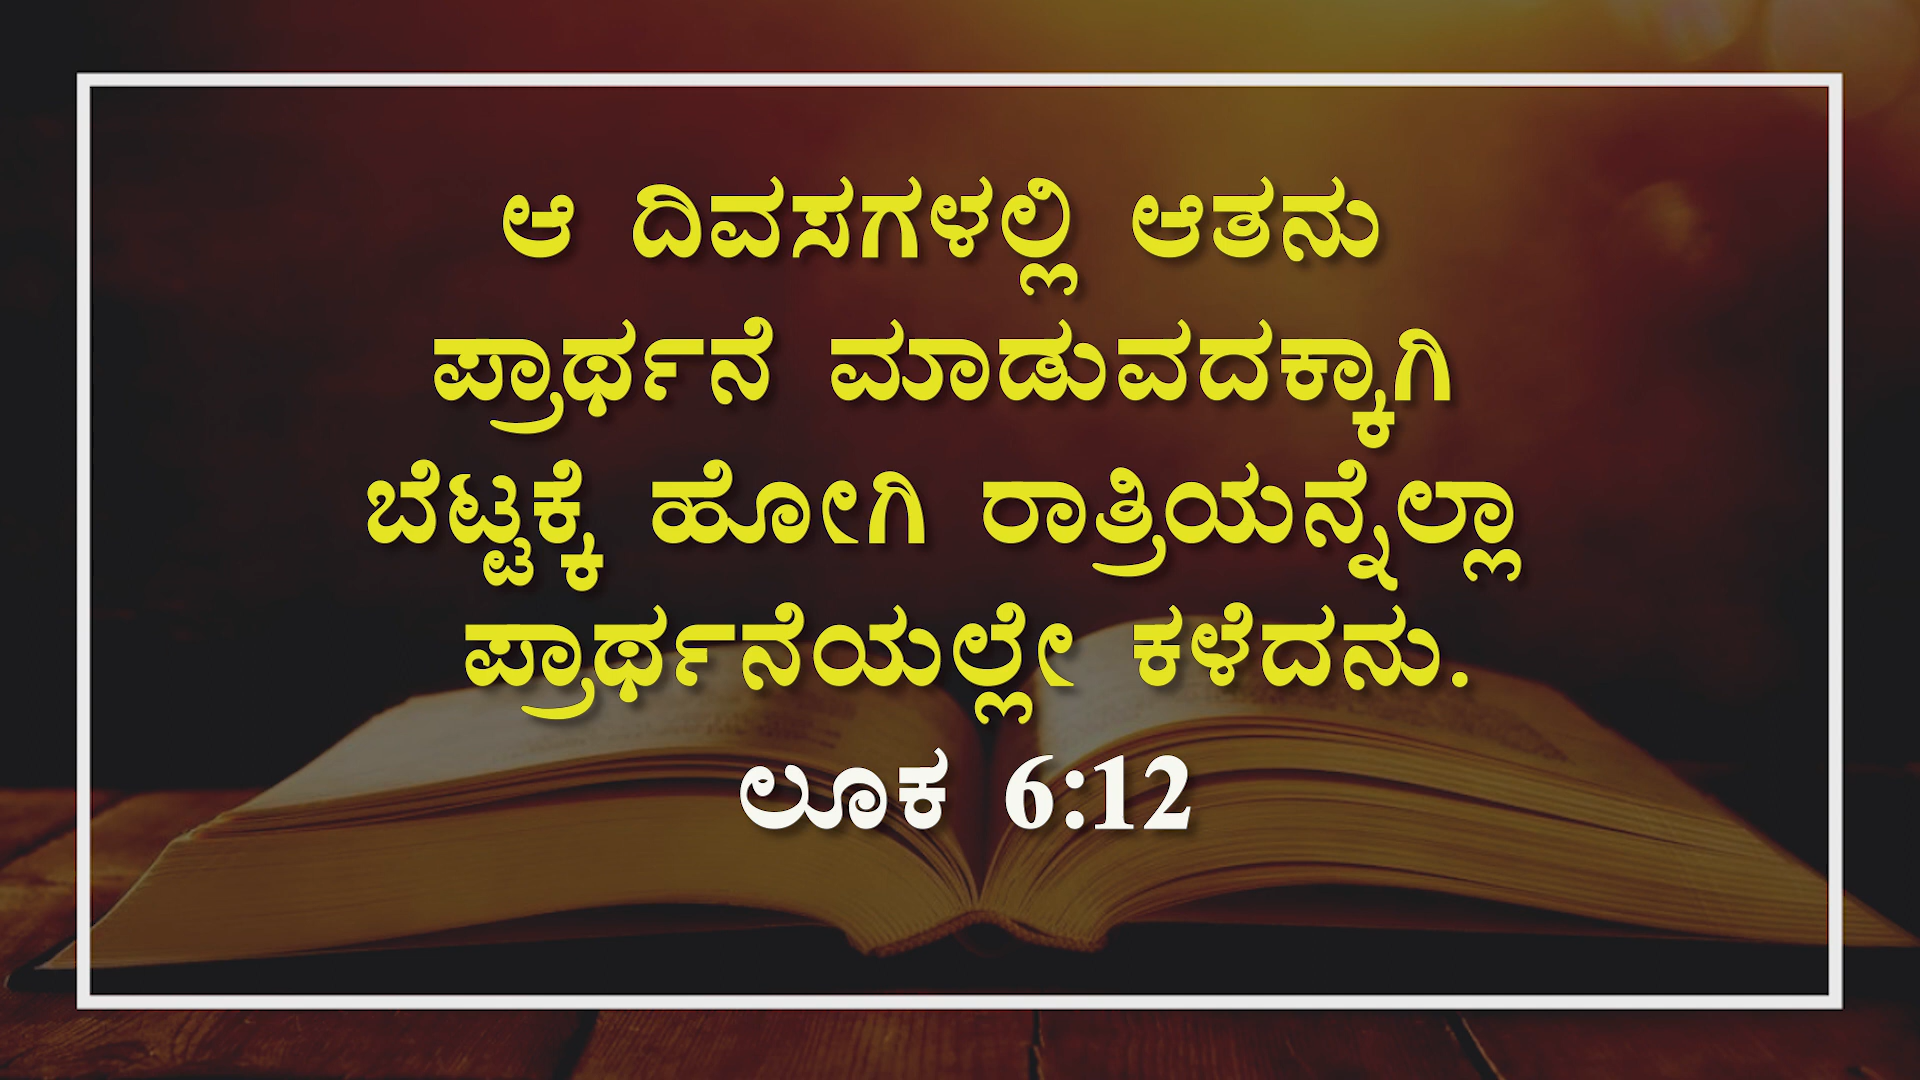 ಆ ದಿವಸಗಳಲ್ಲಿ ಆತನು
ಪ್ರಾರ್ಥನೆ ಮಾಡುವದಕ್ಕಾಗಿ
ಬೆಟ್ಟಕ್ಕೆ ಹೋಗಿ ರಾತ್ರಿಯನ್ನೆಲ್ಲಾ
ಪ್ರಾರ್ಥನೆಯಲ್ಲೇ ಕಳೆದನು.
ಲೂಕ 6:12